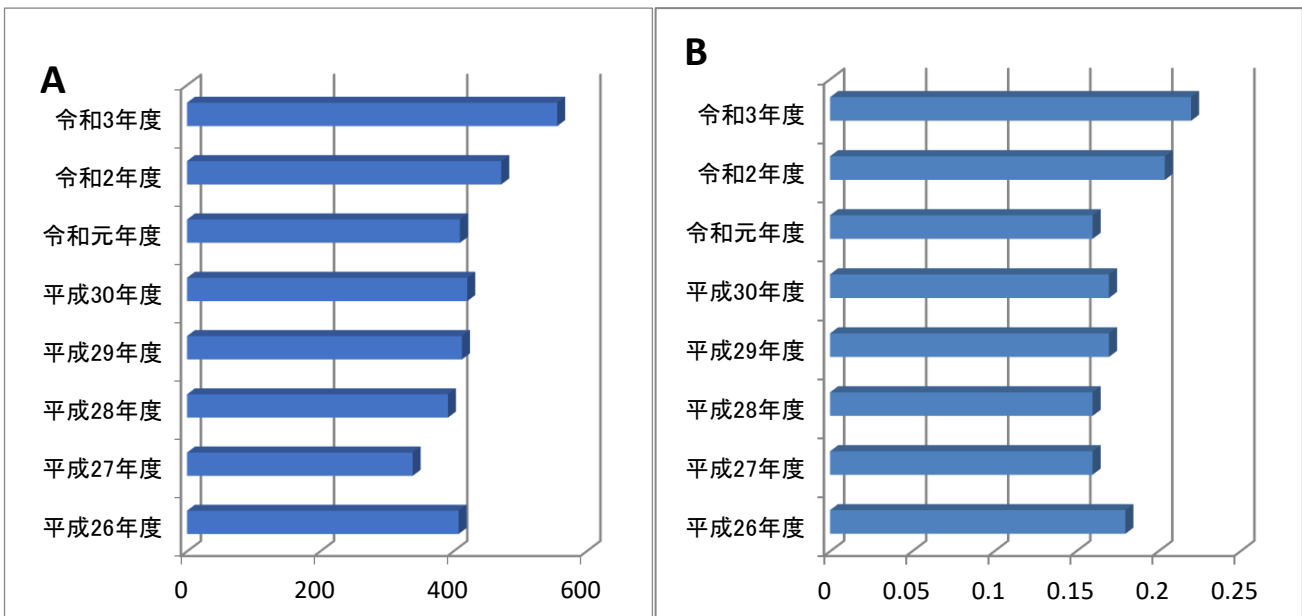 A
令和3年度
令和2年度
令和元年度
平成30年度
平成29年度
平成28年度
平成27年度
平成26年度
0 200 400 600
B
令和3年度
令和2年度
令和元年度
平成30年度
平成29年度
平成28年度
平成27年度
平成26年度
0 0.05 0.1 0.15 0.2 0.25